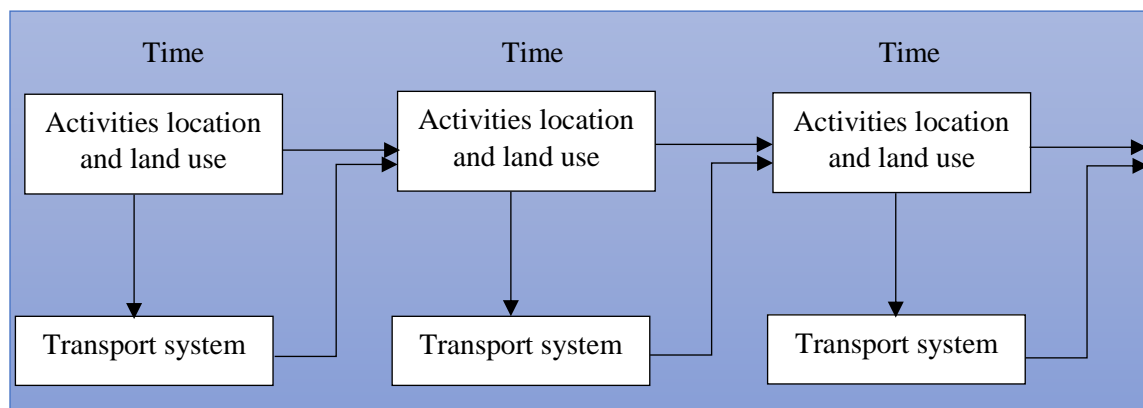 Time
Time
Time
Activities location
and land use
Activities location
and land use
Activities location
and land use
Transport system
Transport system
Transport system